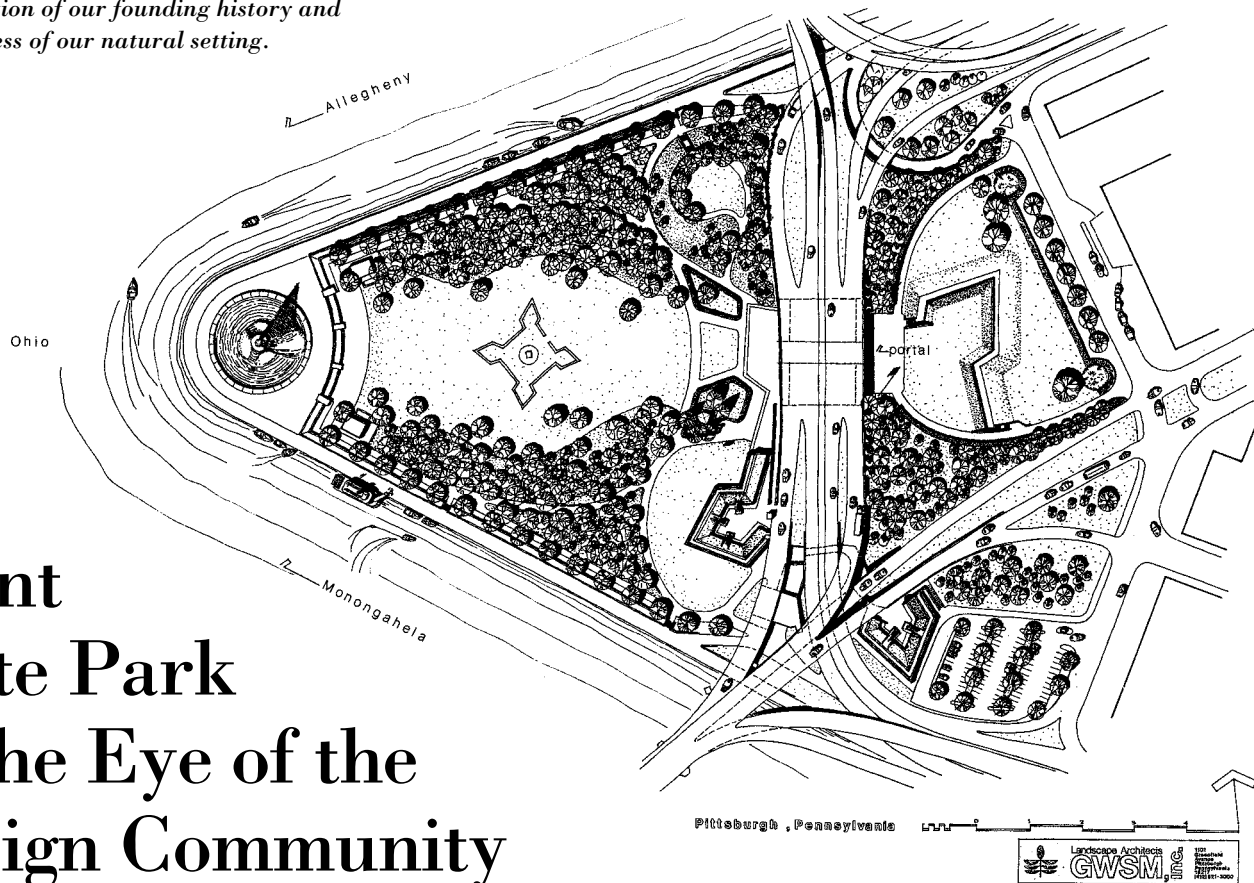 ion of our founding history and
ess of our natural setting.
Allegheny
Ohio
portal
Monongahela
nt
te Park
he Eye of the
ign Community
Pittsburgh, Pennsylvania
Landscape Architects
GWSM, inc.